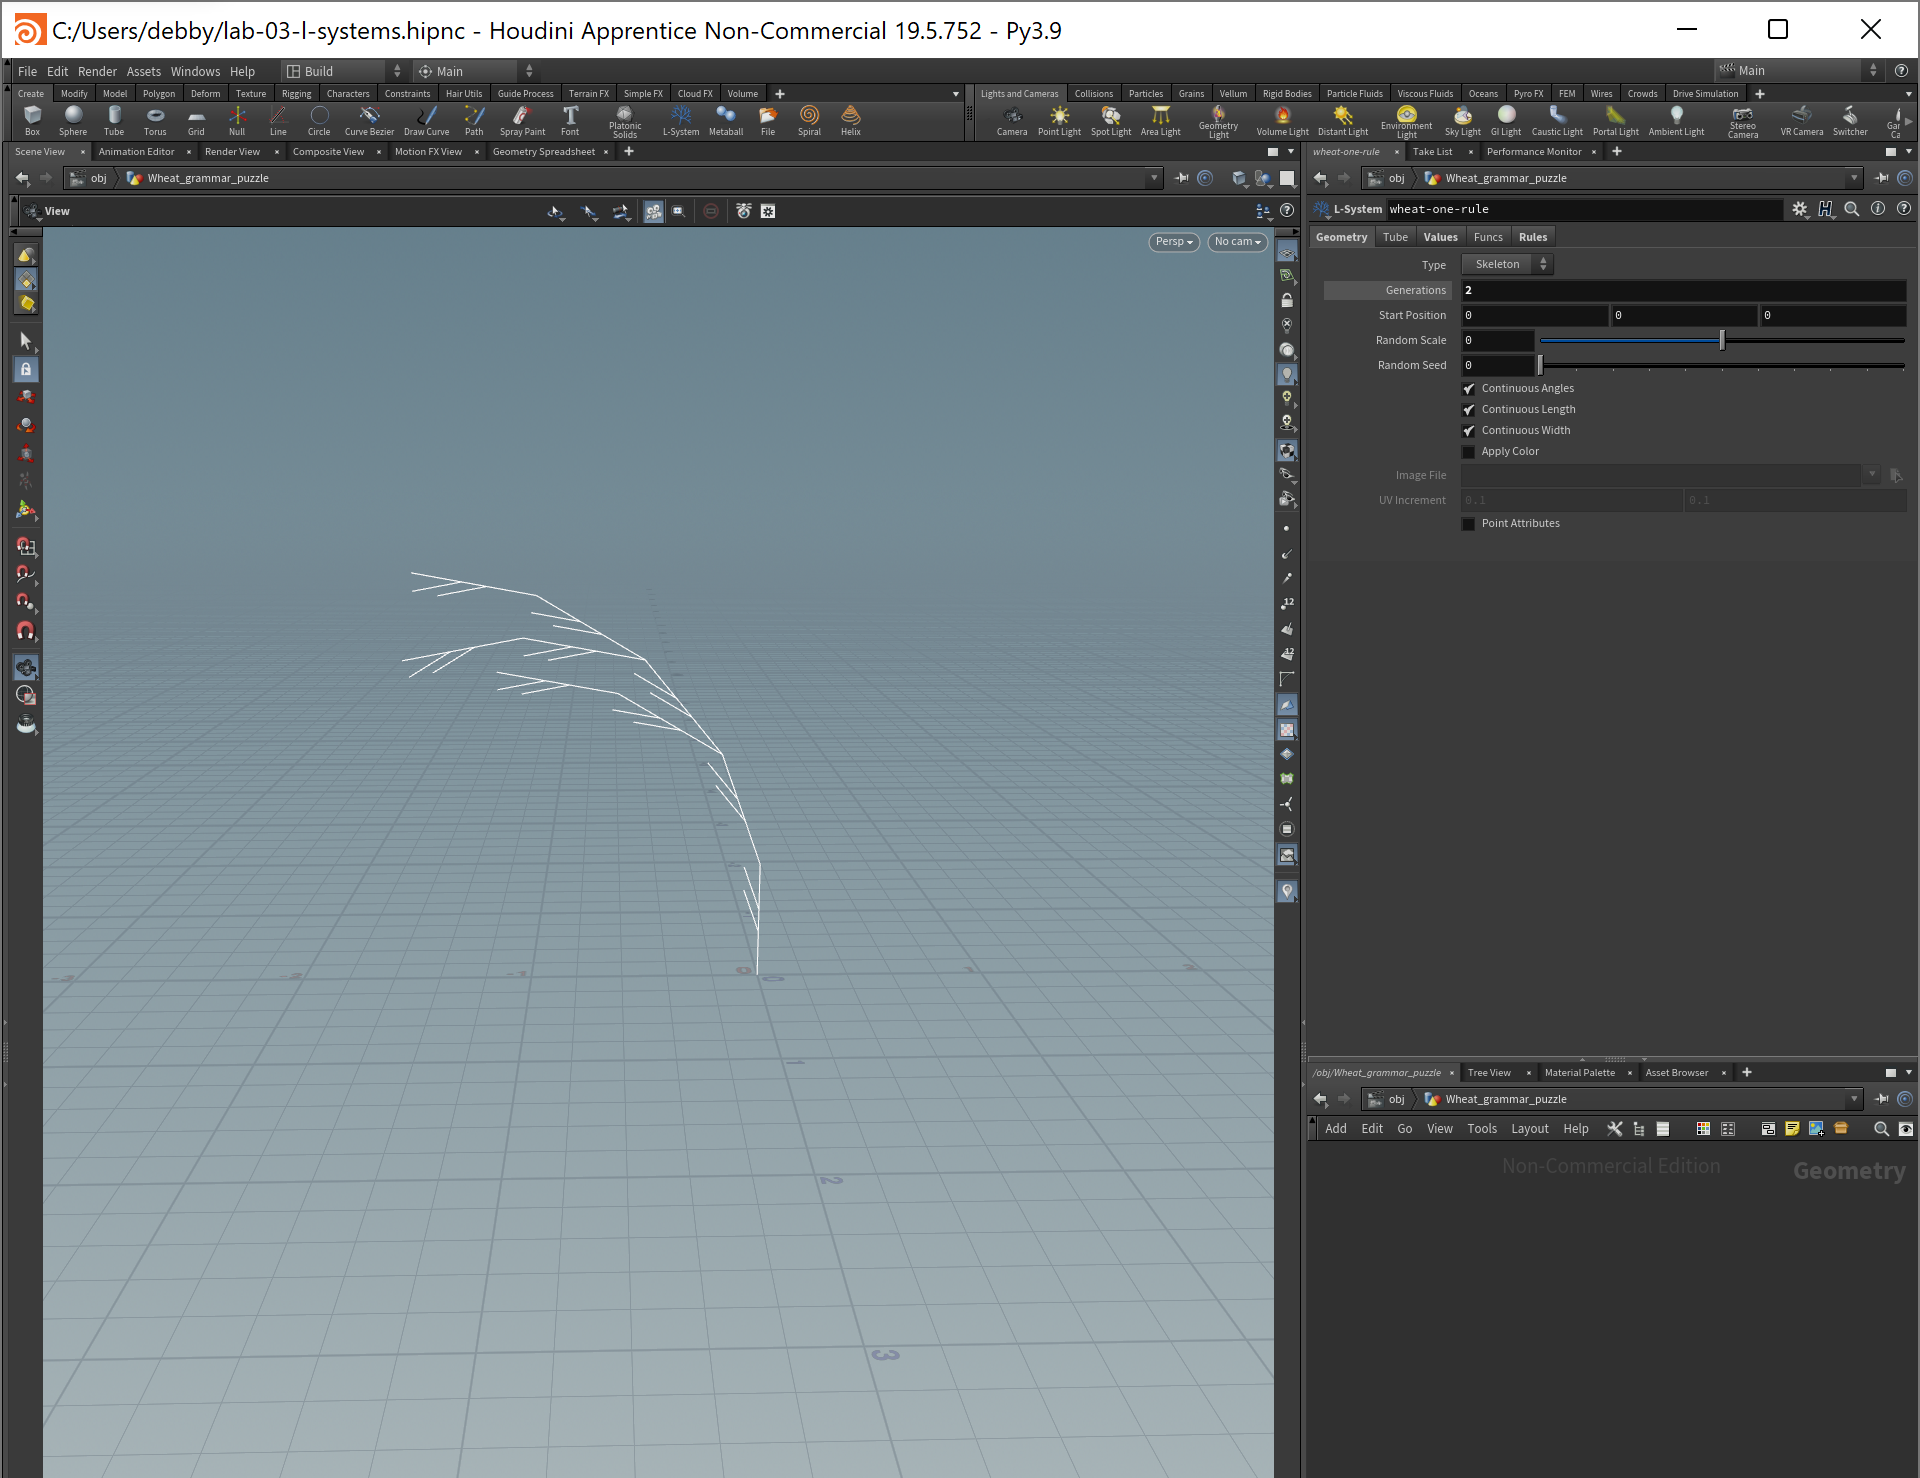 C:/Users/debby/lab-03-l-systems.hipnc - Houdini Apprentice Non-Commercial 19.5.752 - Py3.9
File Edit Render Assets Windows Help Build Main Main
Create Modify Model Polygon Deform Texture Rigging Characters Constraints Hair Utils Guide Process Terrain FX Simple FX Cloud FX Volume
Box Sphere Tube Torus Grid Null Line Circle Curve Bezier Draw Curve Path Spray Paint Font Platonic Solids L-System Metaball File Spiral Helix
Lights and Cameras Collisions Particles Grains Vellum Rigid Bodies Particle Fluids Viscous Fluids Oceans Pyro FX FEM Wires Crowds Drive Simulation
Camera Point Light Spot Light Area Light Geometry Light Volume Light Distant Light Environment Light Sky Light GI Light Caustic Light Portal Light Ambient Light Stereo Camera VR Camera Switcher
Scene View Animation Editor Render View Composite View Motion FX View Geometry Spreadsheet
obj Wheat_grammar_puzzle
View
Persp No cam
12
12
-2 -1 0 0 1 2
1
2
3
wheat-one-rule Take List Performance Monitor
obj Wheat_grammar_puzzle
L-System wheat-one-rule
Geometry Tube Values Funcs Rules
Type Skeleton
Generations 2
Start Position 0 0 0
Random Scale 0
Random Seed 0
Continuous Angles
Continuous Length
Continuous Width
Apply Color
Image File
UV Increment 0.1 0.1
Point Attributes
/obj/Wheat_grammar_puzzle Tree View Material Palette Asset Browser
obj Wheat_grammar_puzzle
Add Edit Go View Tools Layout Help
Non-Commercial Edition Geometry